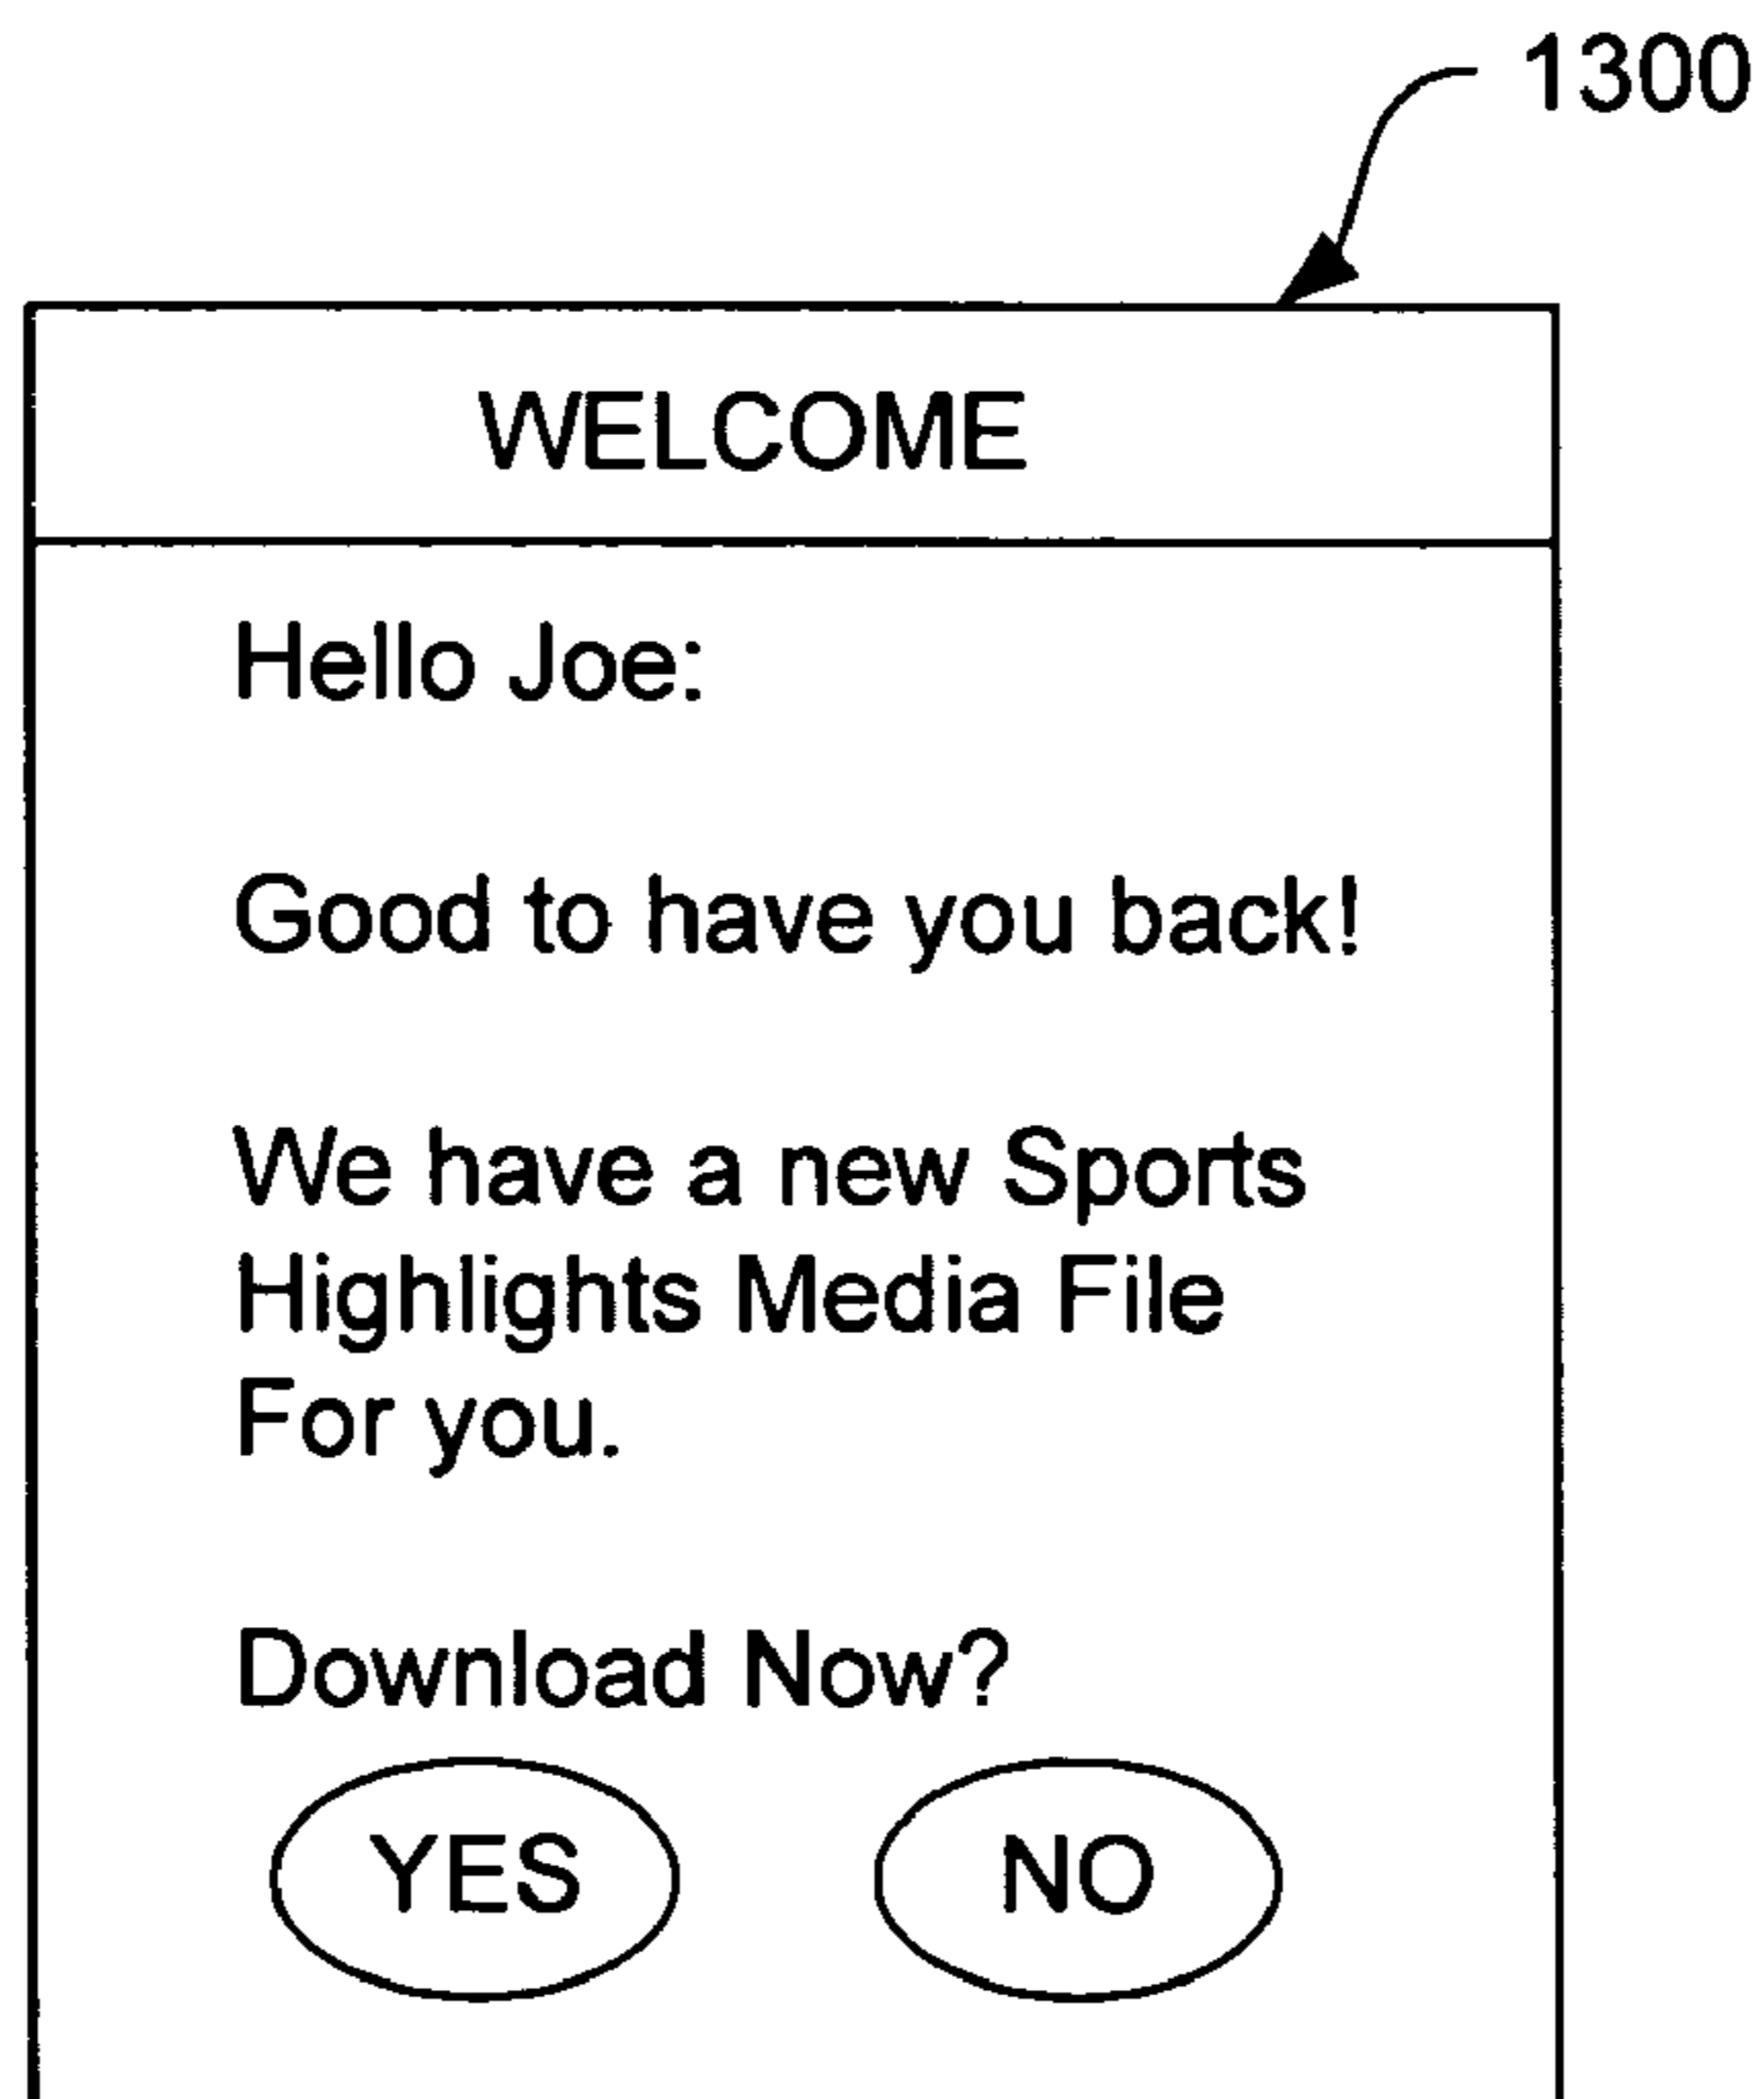 1300
WELCOME
Hello Joe:
Good to have you back!
We have a new Sports
Highlights Media File
For you.
Download Now?
YES NO